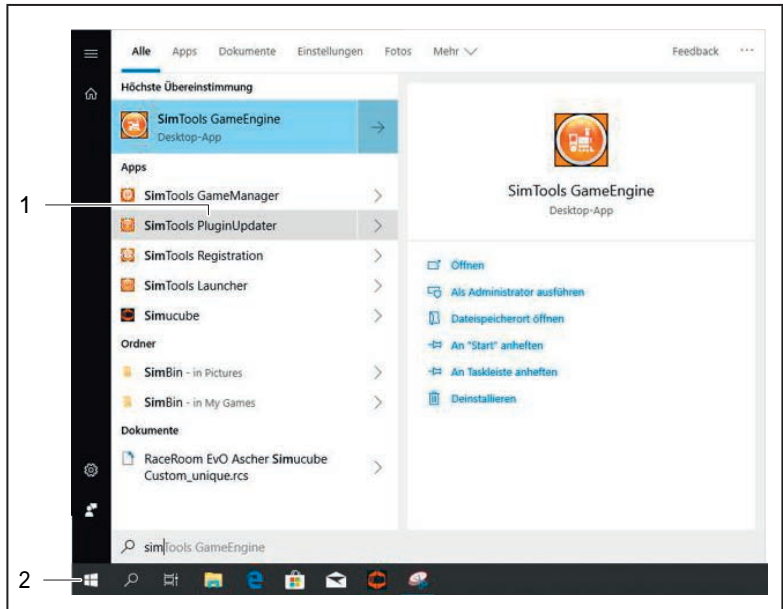 Alle Apps Dokumente Einstellungen Fotos Mehr Feedback ...
Höchste Übereinstimmung
SimTools GameEngine
Desktop-App
Apps
SimTools GameManager
SimTools PluginUpdater
SimTools Registration
SimTools Launcher
Simucube
Ordner
SimBin - in Pictures
SimBin - in My Games
Dokumente
RaceRoom EvO Ascher Simucube
Custom_unique.rcs
SimTools GameEngine
Desktop-App
Öffnen
Als Administrator ausführen
Dateispeicherort öffnen
An "Start" anheften
An Taskleiste anheften
Deinstallieren
simTools GameEngine
1
2